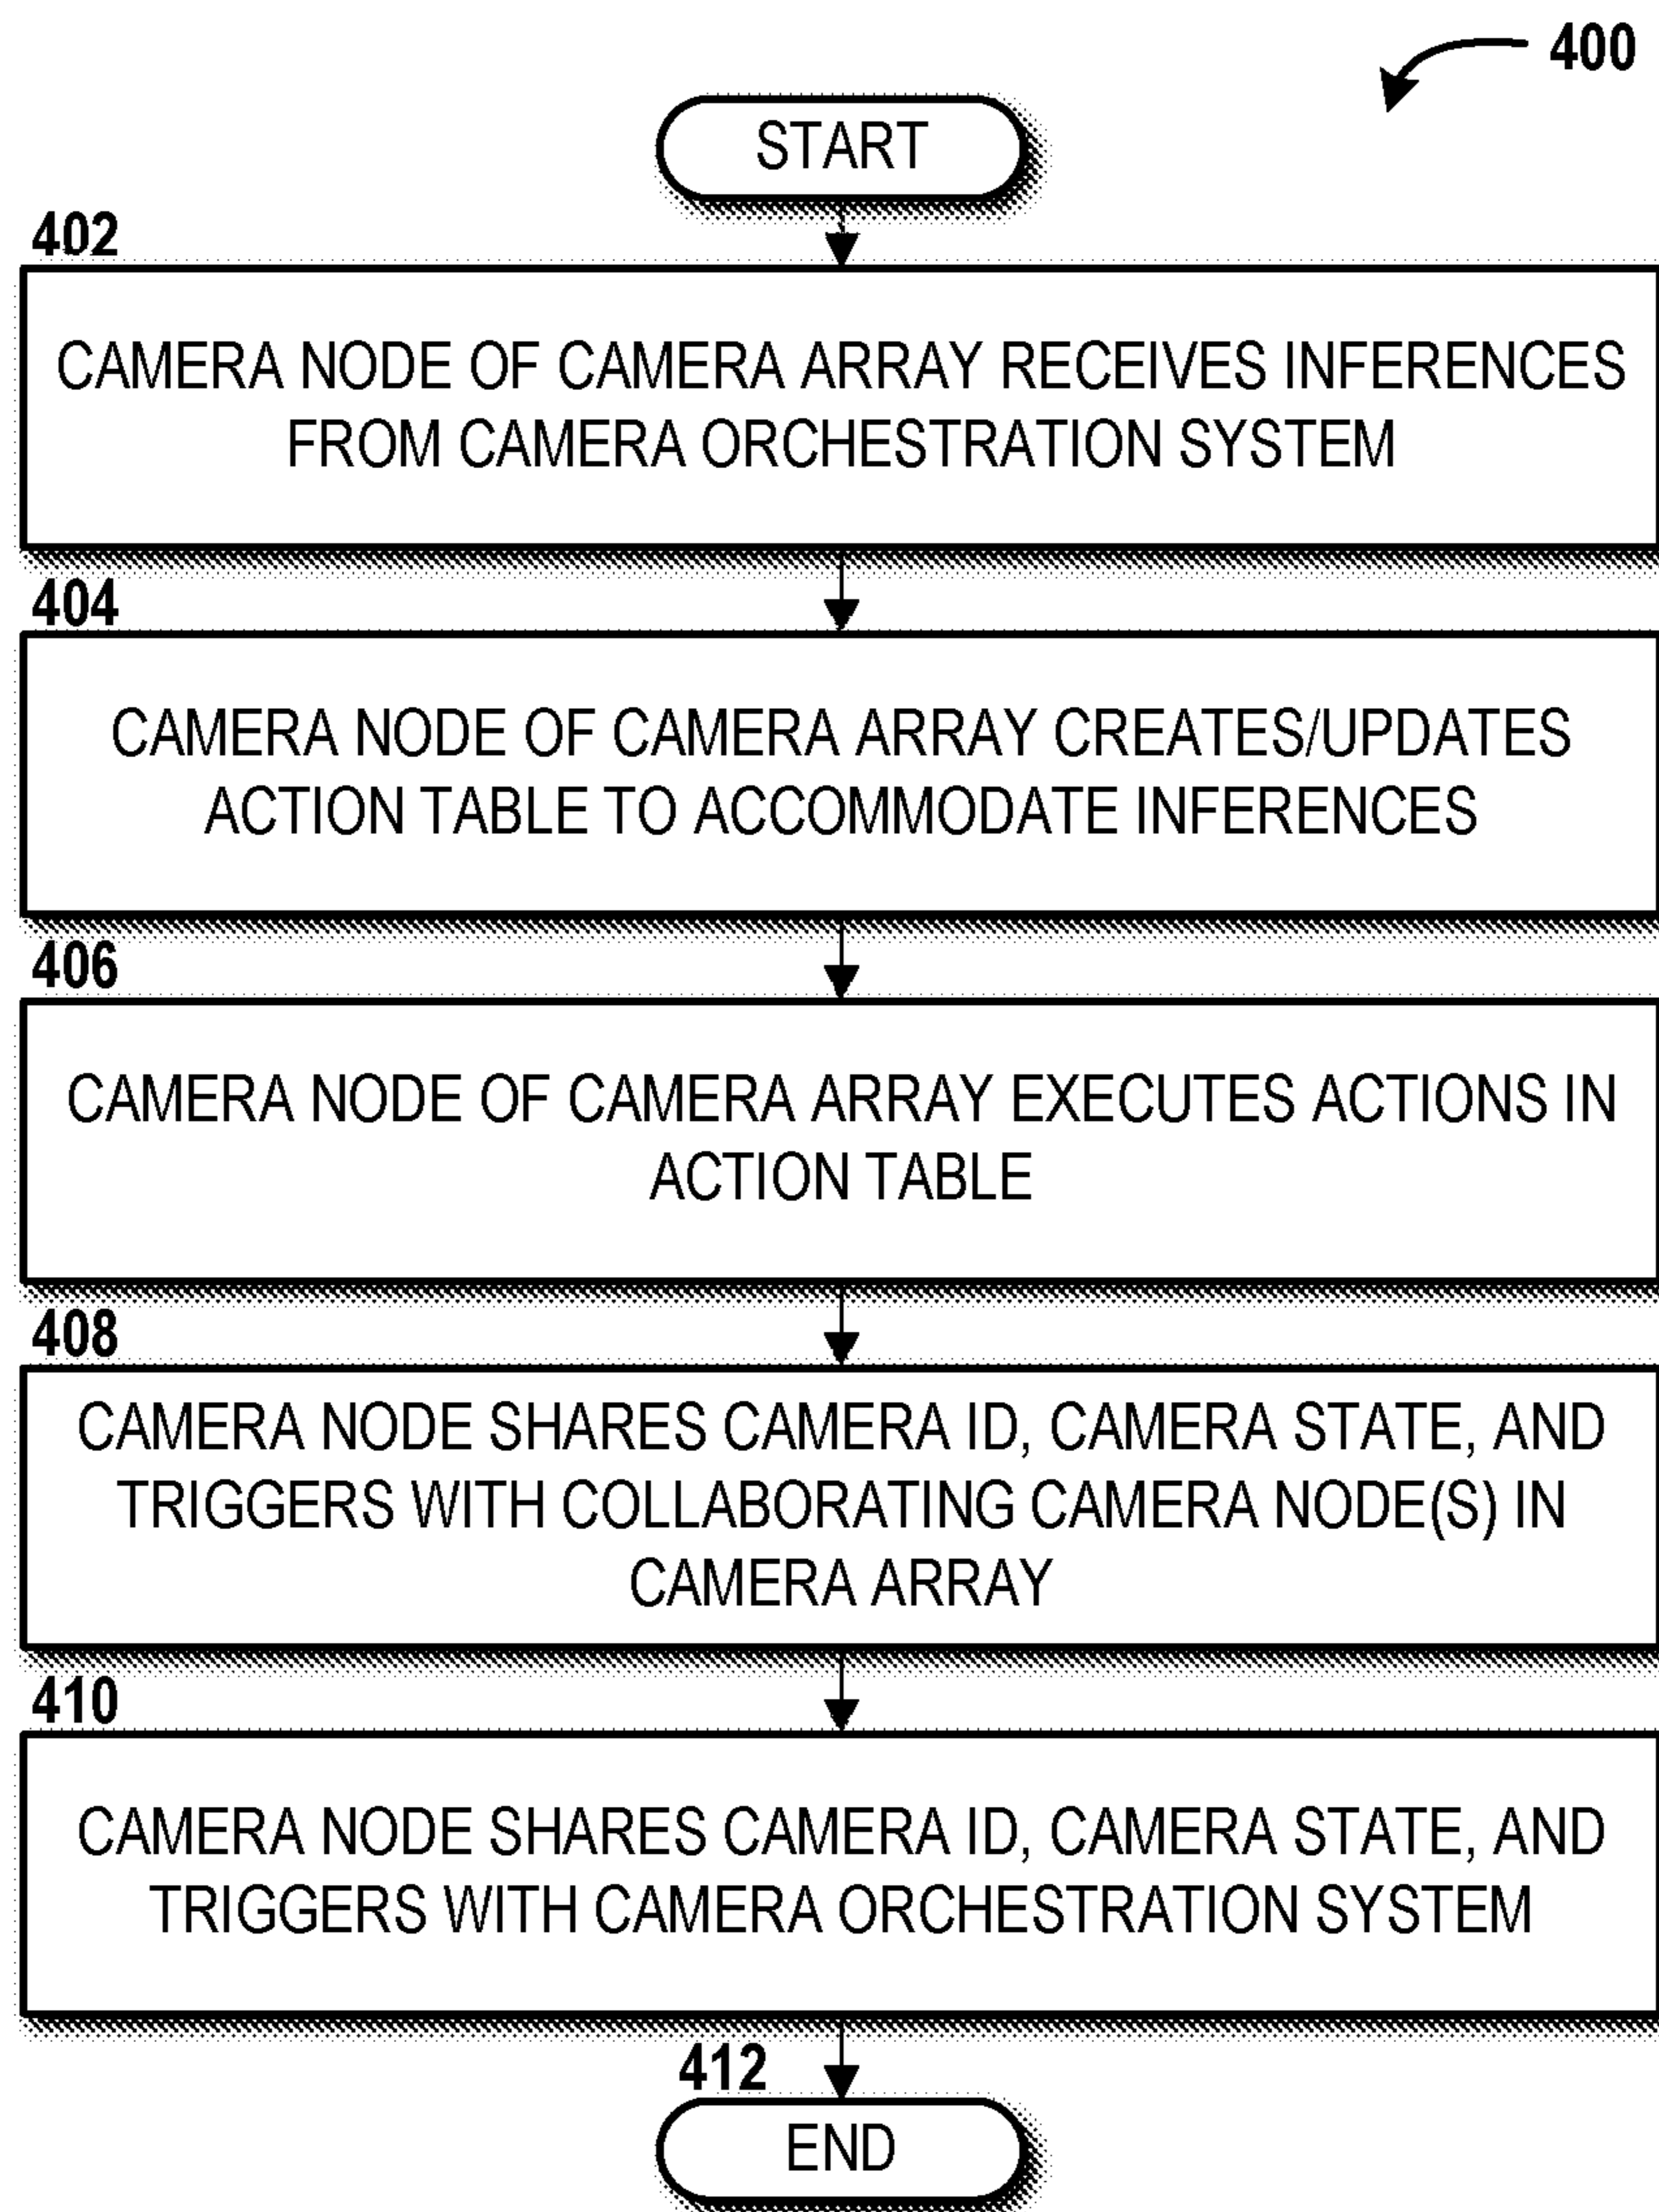 400
START
402
CAMERA NODE OF CAMERA ARRAY RECEIVES INFERENCES
FROM CAMERA ORCHESTRATION SYSTEM
404
CAMERA NODE OF CAMERA ARRAY CREATES/UPDATES
ACTION TABLE TO ACCOMMODATE INFERENCES
406
CAMERA NODE OF CAMERA ARRAY EXECUTES ACTIONS IN
ACTION TABLE
408
CAMERA NODE SHARES CAMERA ID, CAMERA STATE, AND
TRIGGERS WITH COLLABORATING CAMERA NODE(S) IN
CAMERA ARRAY
410
CAMERA NODE SHARES CAMERA ID, CAMERA STATE, AND
TRIGGERS WITH CAMERA ORCHESTRATION SYSTEM
412
END